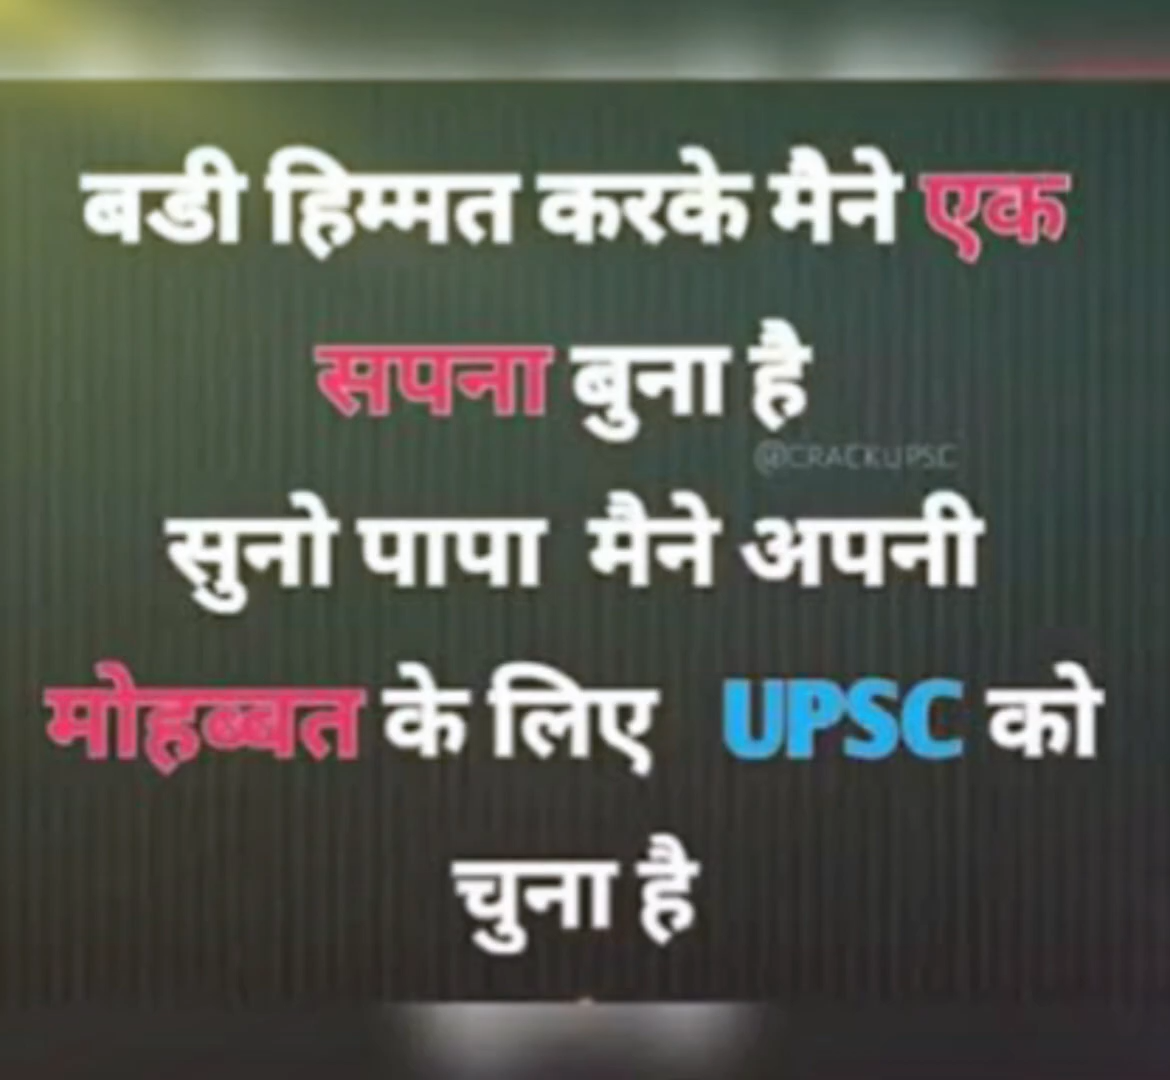 बडी हिम्मत करके मैने एक
सपना बुना है
@CRACKUPSC
सुनो पापा मैने अपनी
मोहब्बत के लिए UPSC को
चुना है